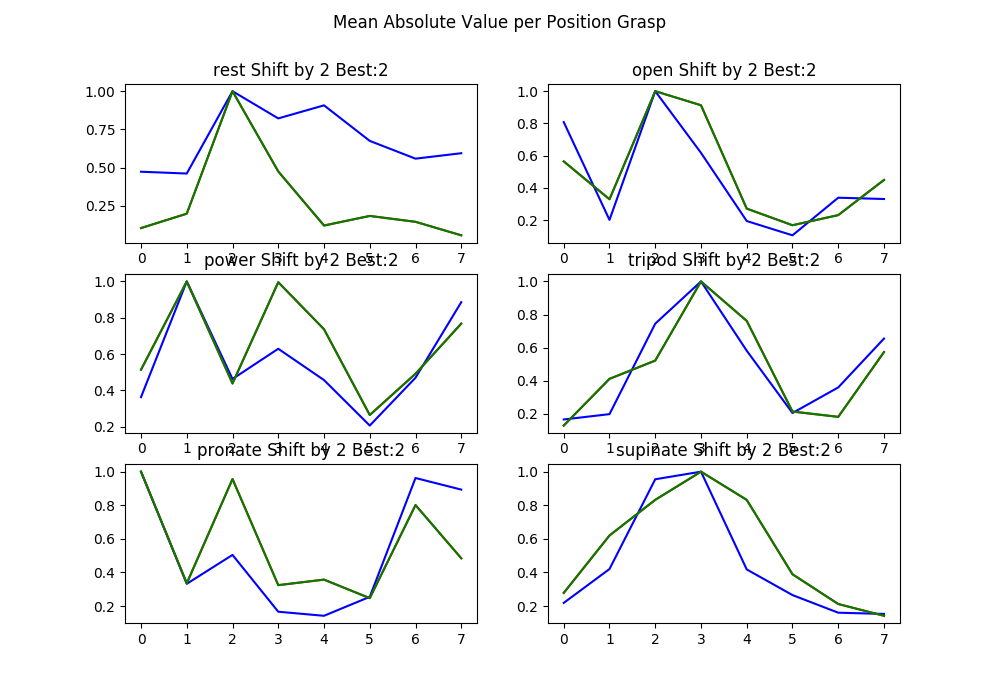 Mean Absolute Value per Position Grasp
rest Shift by 2 Best:2
1.00
0.75
0.50
0.25
0 1 2 3 4 5 6 7
open Shift by 2 Best:2
1.0
0.8
0.6
0.4
0.2
0 1 2 3 4 5 6 7
power Shift by 2 Best:2
1.0
0.8
0.6
0.4
0.2
0 1 2 3 4 5 6 7
tripod Shift by 2 Best:2
1.0
0.8
0.6
0.4
0.2
0 1 2 3 4 5 6 7
pronate Shift by 2 Best:2
1.0
0.8
0.6
0.4
0.2
0 1 2 3 4 5 6 7
supinate Shift by 2 Best:2
1.0
0.8
0.6
0.4
0.2
0 1 2 3 4 5 6 7